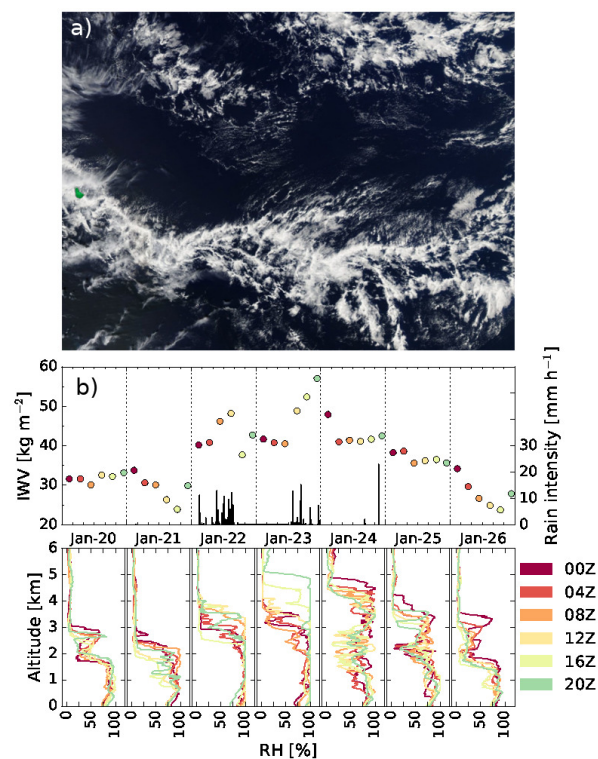 a)
b)
60
50
40
30
20
IWV [kg m⁻²]
30
20
10
0
Rain intensity [mm h⁻¹]
Jan-20 Jan-21 Jan-22 Jan-23 Jan-24 Jan-25 Jan-26
6
5
4
3
2
1
0
Altitude [km]
0 50 100 0 50 100 0 50 100 0 50 100 0 50 100 0 50 100 0 50 100
RH [%]
00Z
04Z
08Z
12Z
16Z
20Z